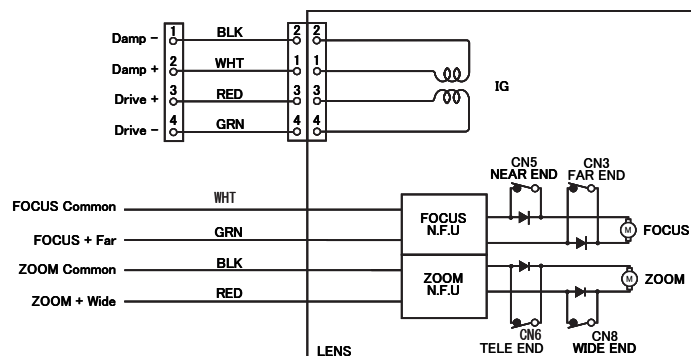 Damp - 1 BLK 2 2
Damp + 2 WHT 1 1
Drive + 3 RED 3 3
Drive - 4 GRN 4 4
IG
CN5 NEAR END
CN3 FAR END
FOCUS Common WHT
FOCUS + Far GRN
FOCUS N.F.U
M FOCUS
ZOOM Common BLK
ZOOM + Wide RED
ZOOM N.F.U
M ZOOM
CN6 TELE END
CN8 WIDE END
LENS